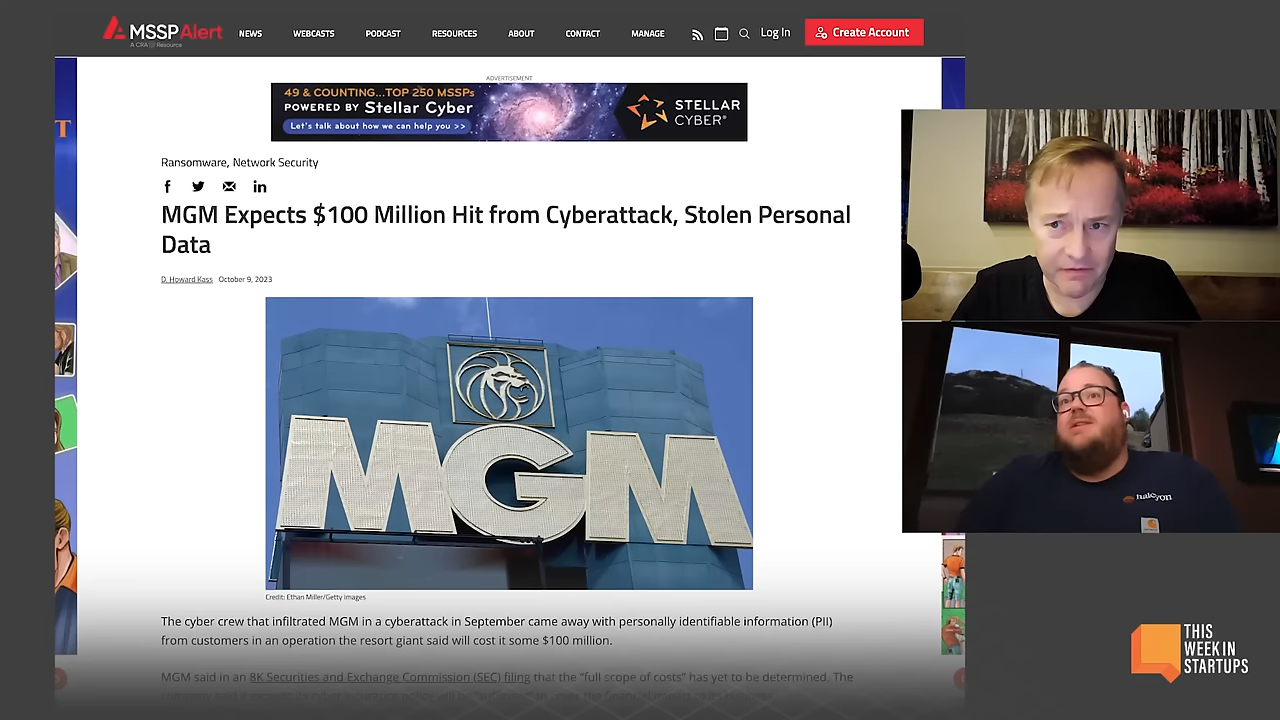 MSSP Alert
A CRA Resource
NEWS
WEBCASTS
PODCAST
RESOURCES
ABOUT
CONTACT
MANAGE
Log In
Create Account
ADVERTISEMENT
49 & COUNTING...TOP 250 MSSPs
POWERED BY Stellar Cyber
Let's talk about how we can help you >>
STELLAR
CYBER
Ransomware, Network Security
MGM Expects $100 Million Hit from Cyberattack, Stolen Personal
Data
D. Howard Kass October 9, 2023
MGM
Credit: Ethan Miller/Getty Images
The cyber crew that infiltrated MGM in a cyberattack in September came away with personally identifiable information (PII)
from customers in an operation the resort giant said will cost it some $100 million.
MGM said in an 8K Securities and Exchange Commission (SEC) filing that the "full scope of costs" has yet to be determined. The
halcyon
THIS
WEEK IN
STARTUPS